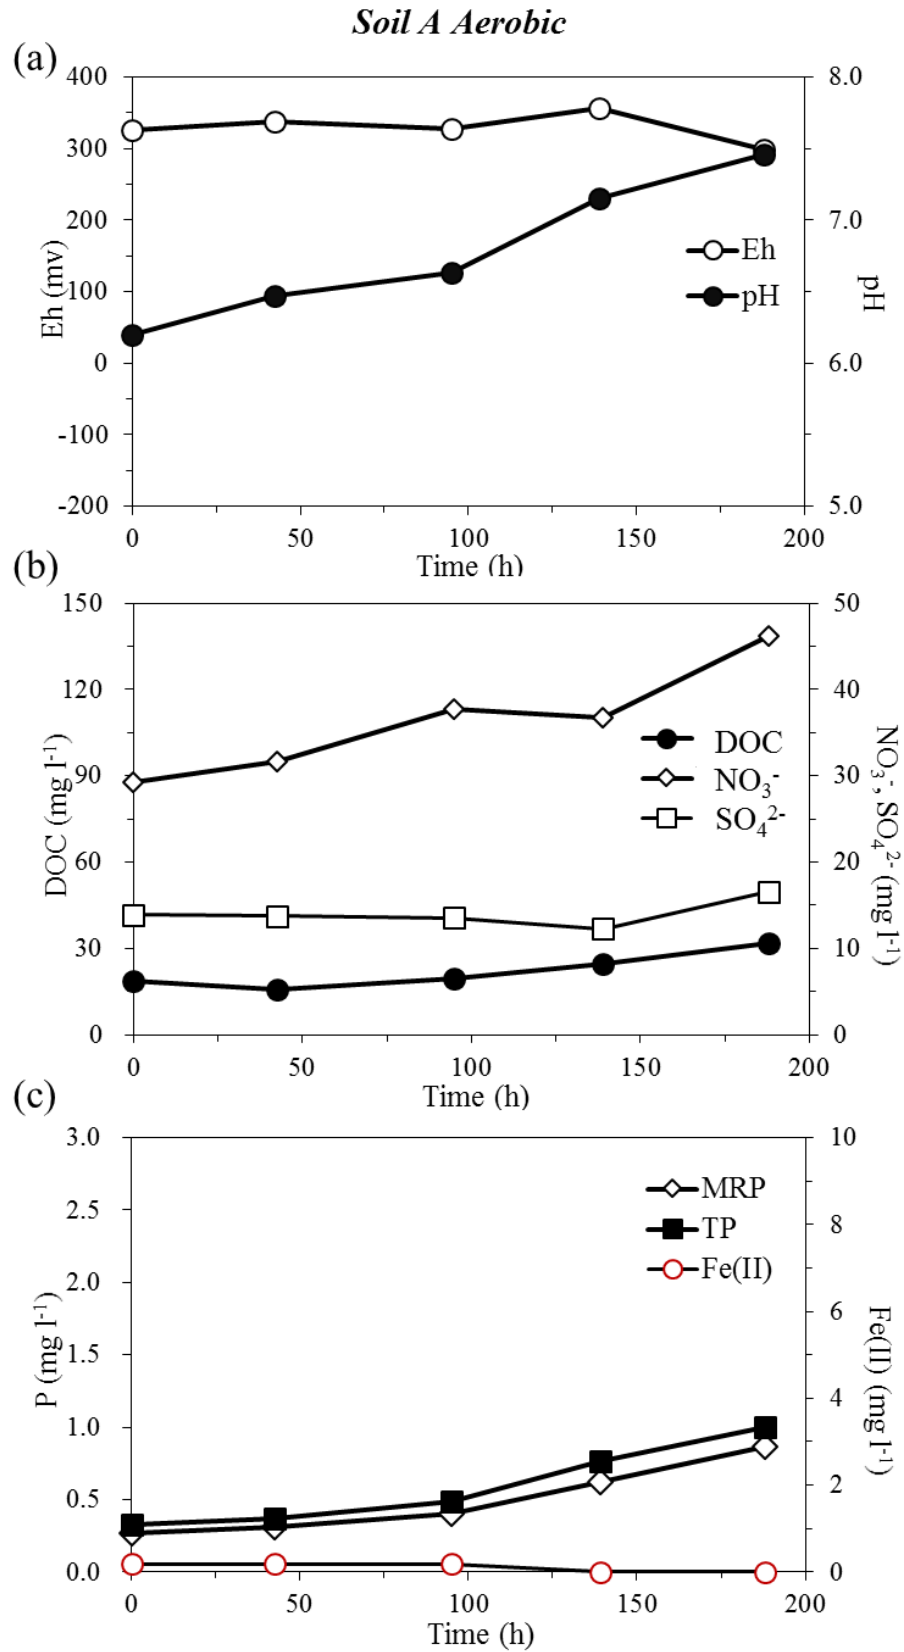 Soil A Aerobic
(a)
400
300
200
100
0
-100
-200
Eh (mv)
8.0
7.0
6.0
5.0
pH
Eh
pH
0 50 100 150 200
Time (h)
(b)
150
120
90
60
30
0
DOC (mg l⁻¹)
50
40
30
20
10
0
NO₃⁻, SO₄²⁻ (mg l⁻¹)
DOC
NO₃⁻
SO₄²⁻
0 50 100 150 200
Time (h)
(c)
3.0
2.5
2.0
1.5
1.0
0.5
0.0
P (mg l⁻¹)
10
8
6
4
2
0
Fe(II) (mg l⁻¹)
MRP
TP
Fe(II)
0 50 100 150 200
Time (h)